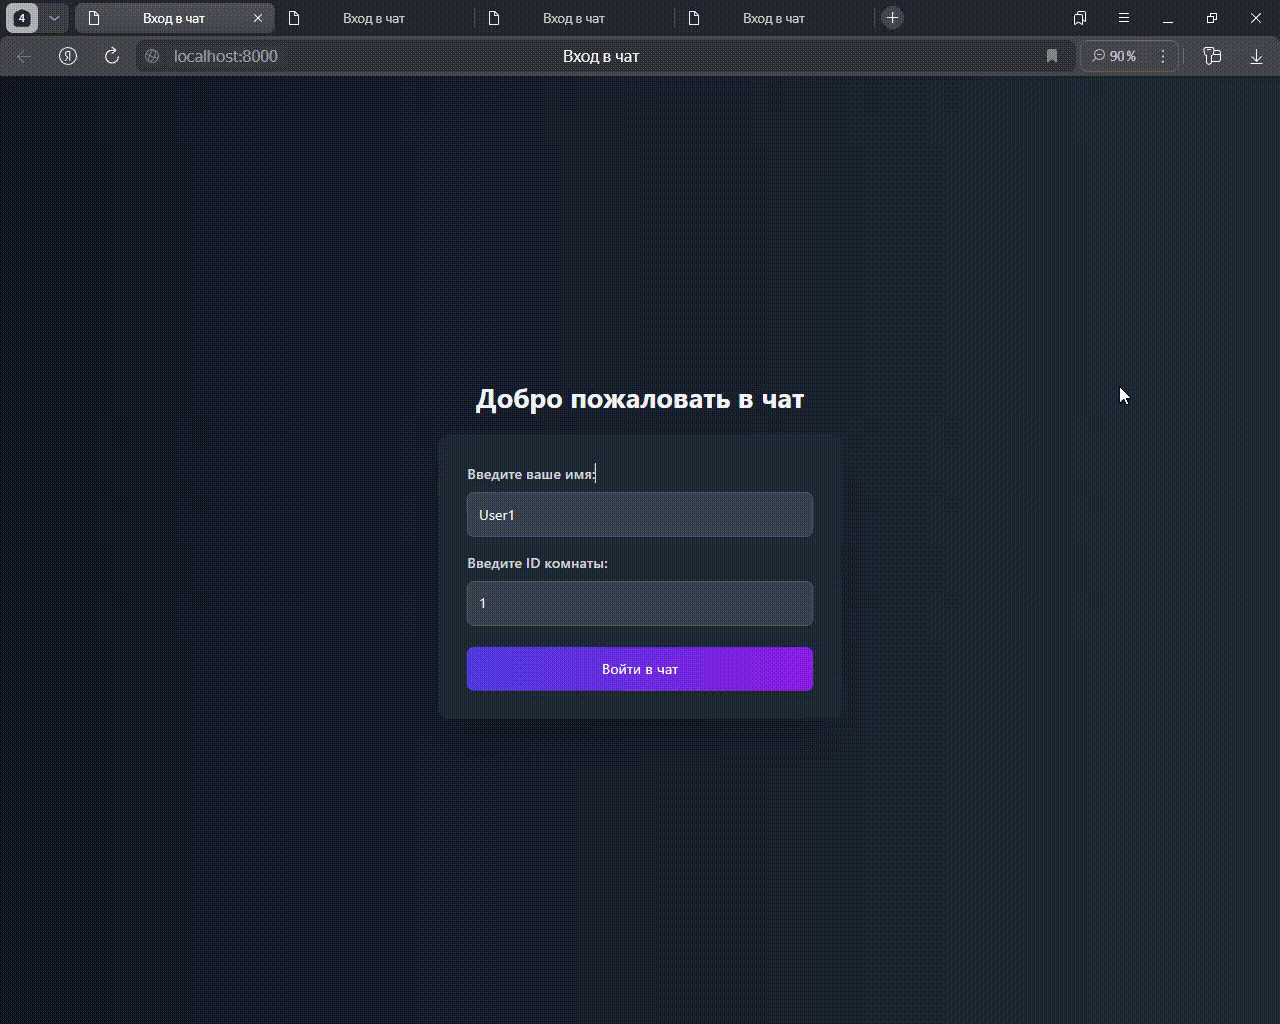 4
Вход в чат
Вход в чат
Вход в чат
Вход в чат
Я
localhost:8000
Вход в чат
90%
Добро пожаловать в чат
Введите ваше имя:
User1
Введите ID комнаты:
1
Войти в чат